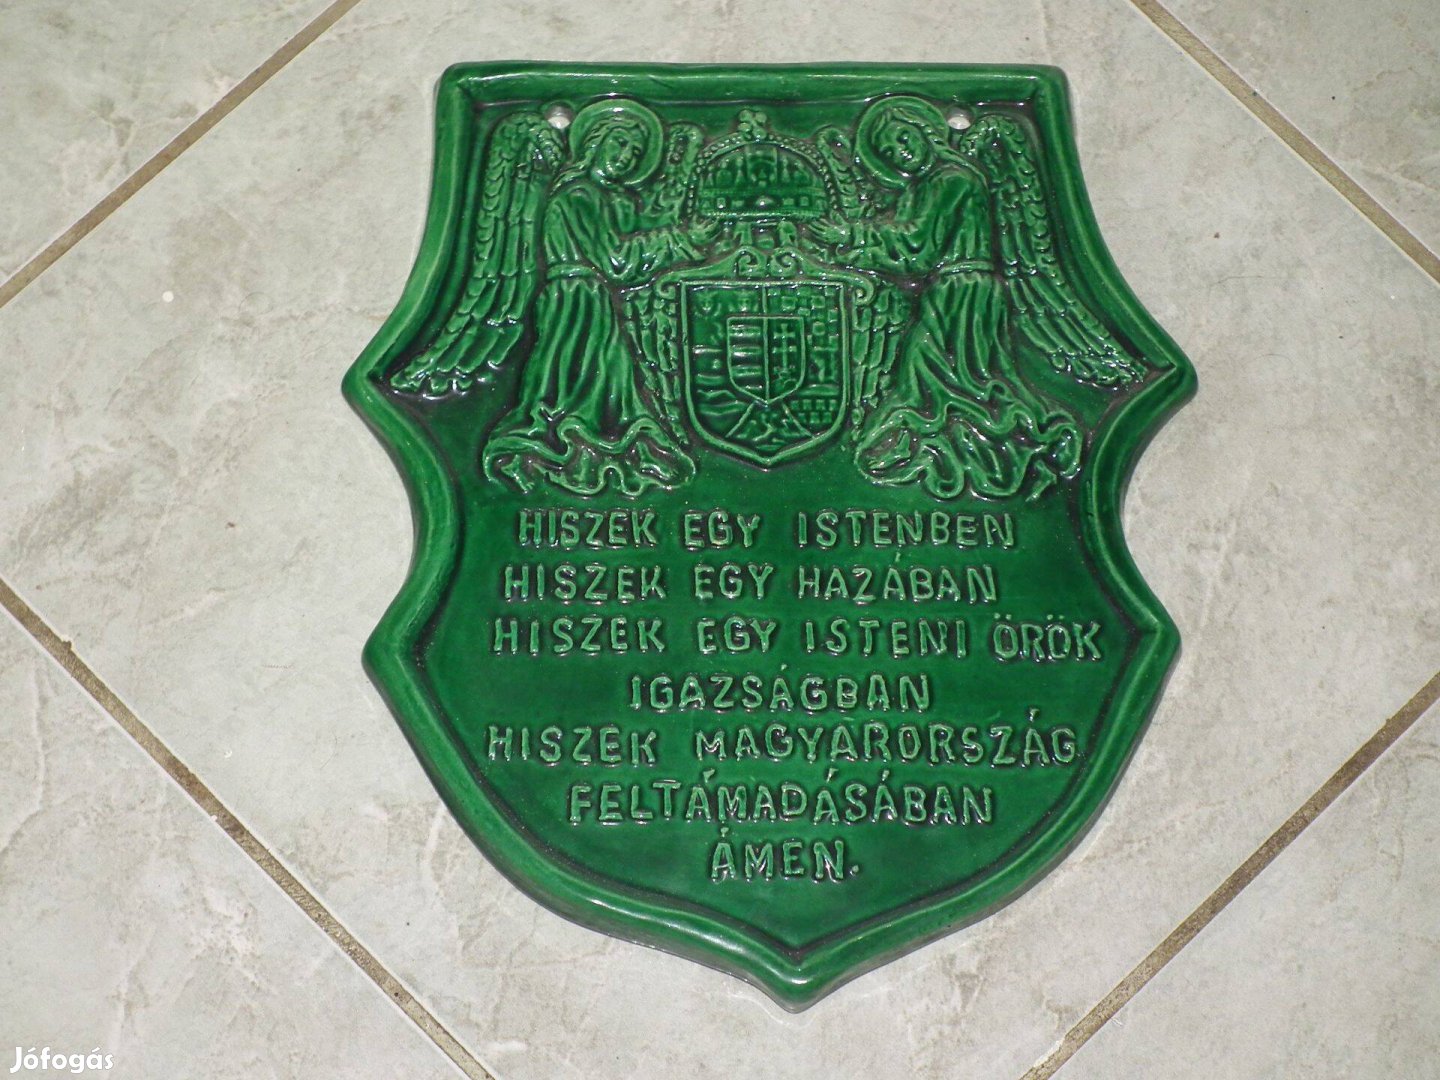 HISZEK EGY ISTENBEN
HISZEK EGY HAZÁBAN
HISZEK EGY ISTENI ÖRÖK
IGAZSÁGBAN
HISZEK MAGYARORSZÁG
FELTÁMADÁSÁBAN
ÁMEN.
Jófogás